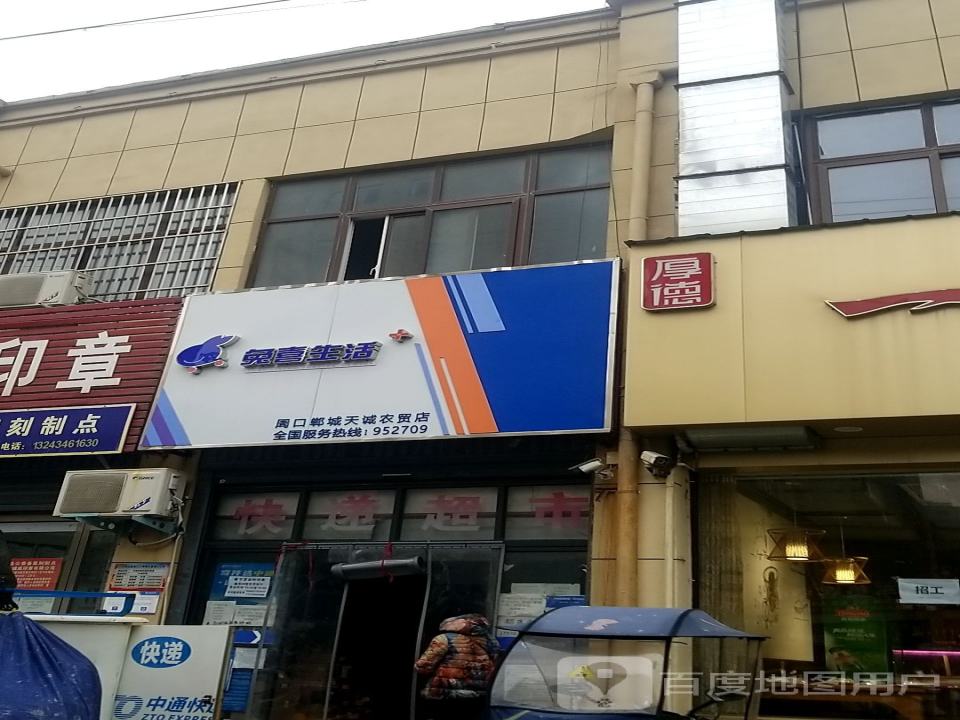 厚德
印章
兔喜生活+
刻制点
电话：13243461630
周口郸城天诚农贸店
全国服务热线：952709
快递超市
招工
快递
中通快递
ZTO EXPRESS
百度地图用户